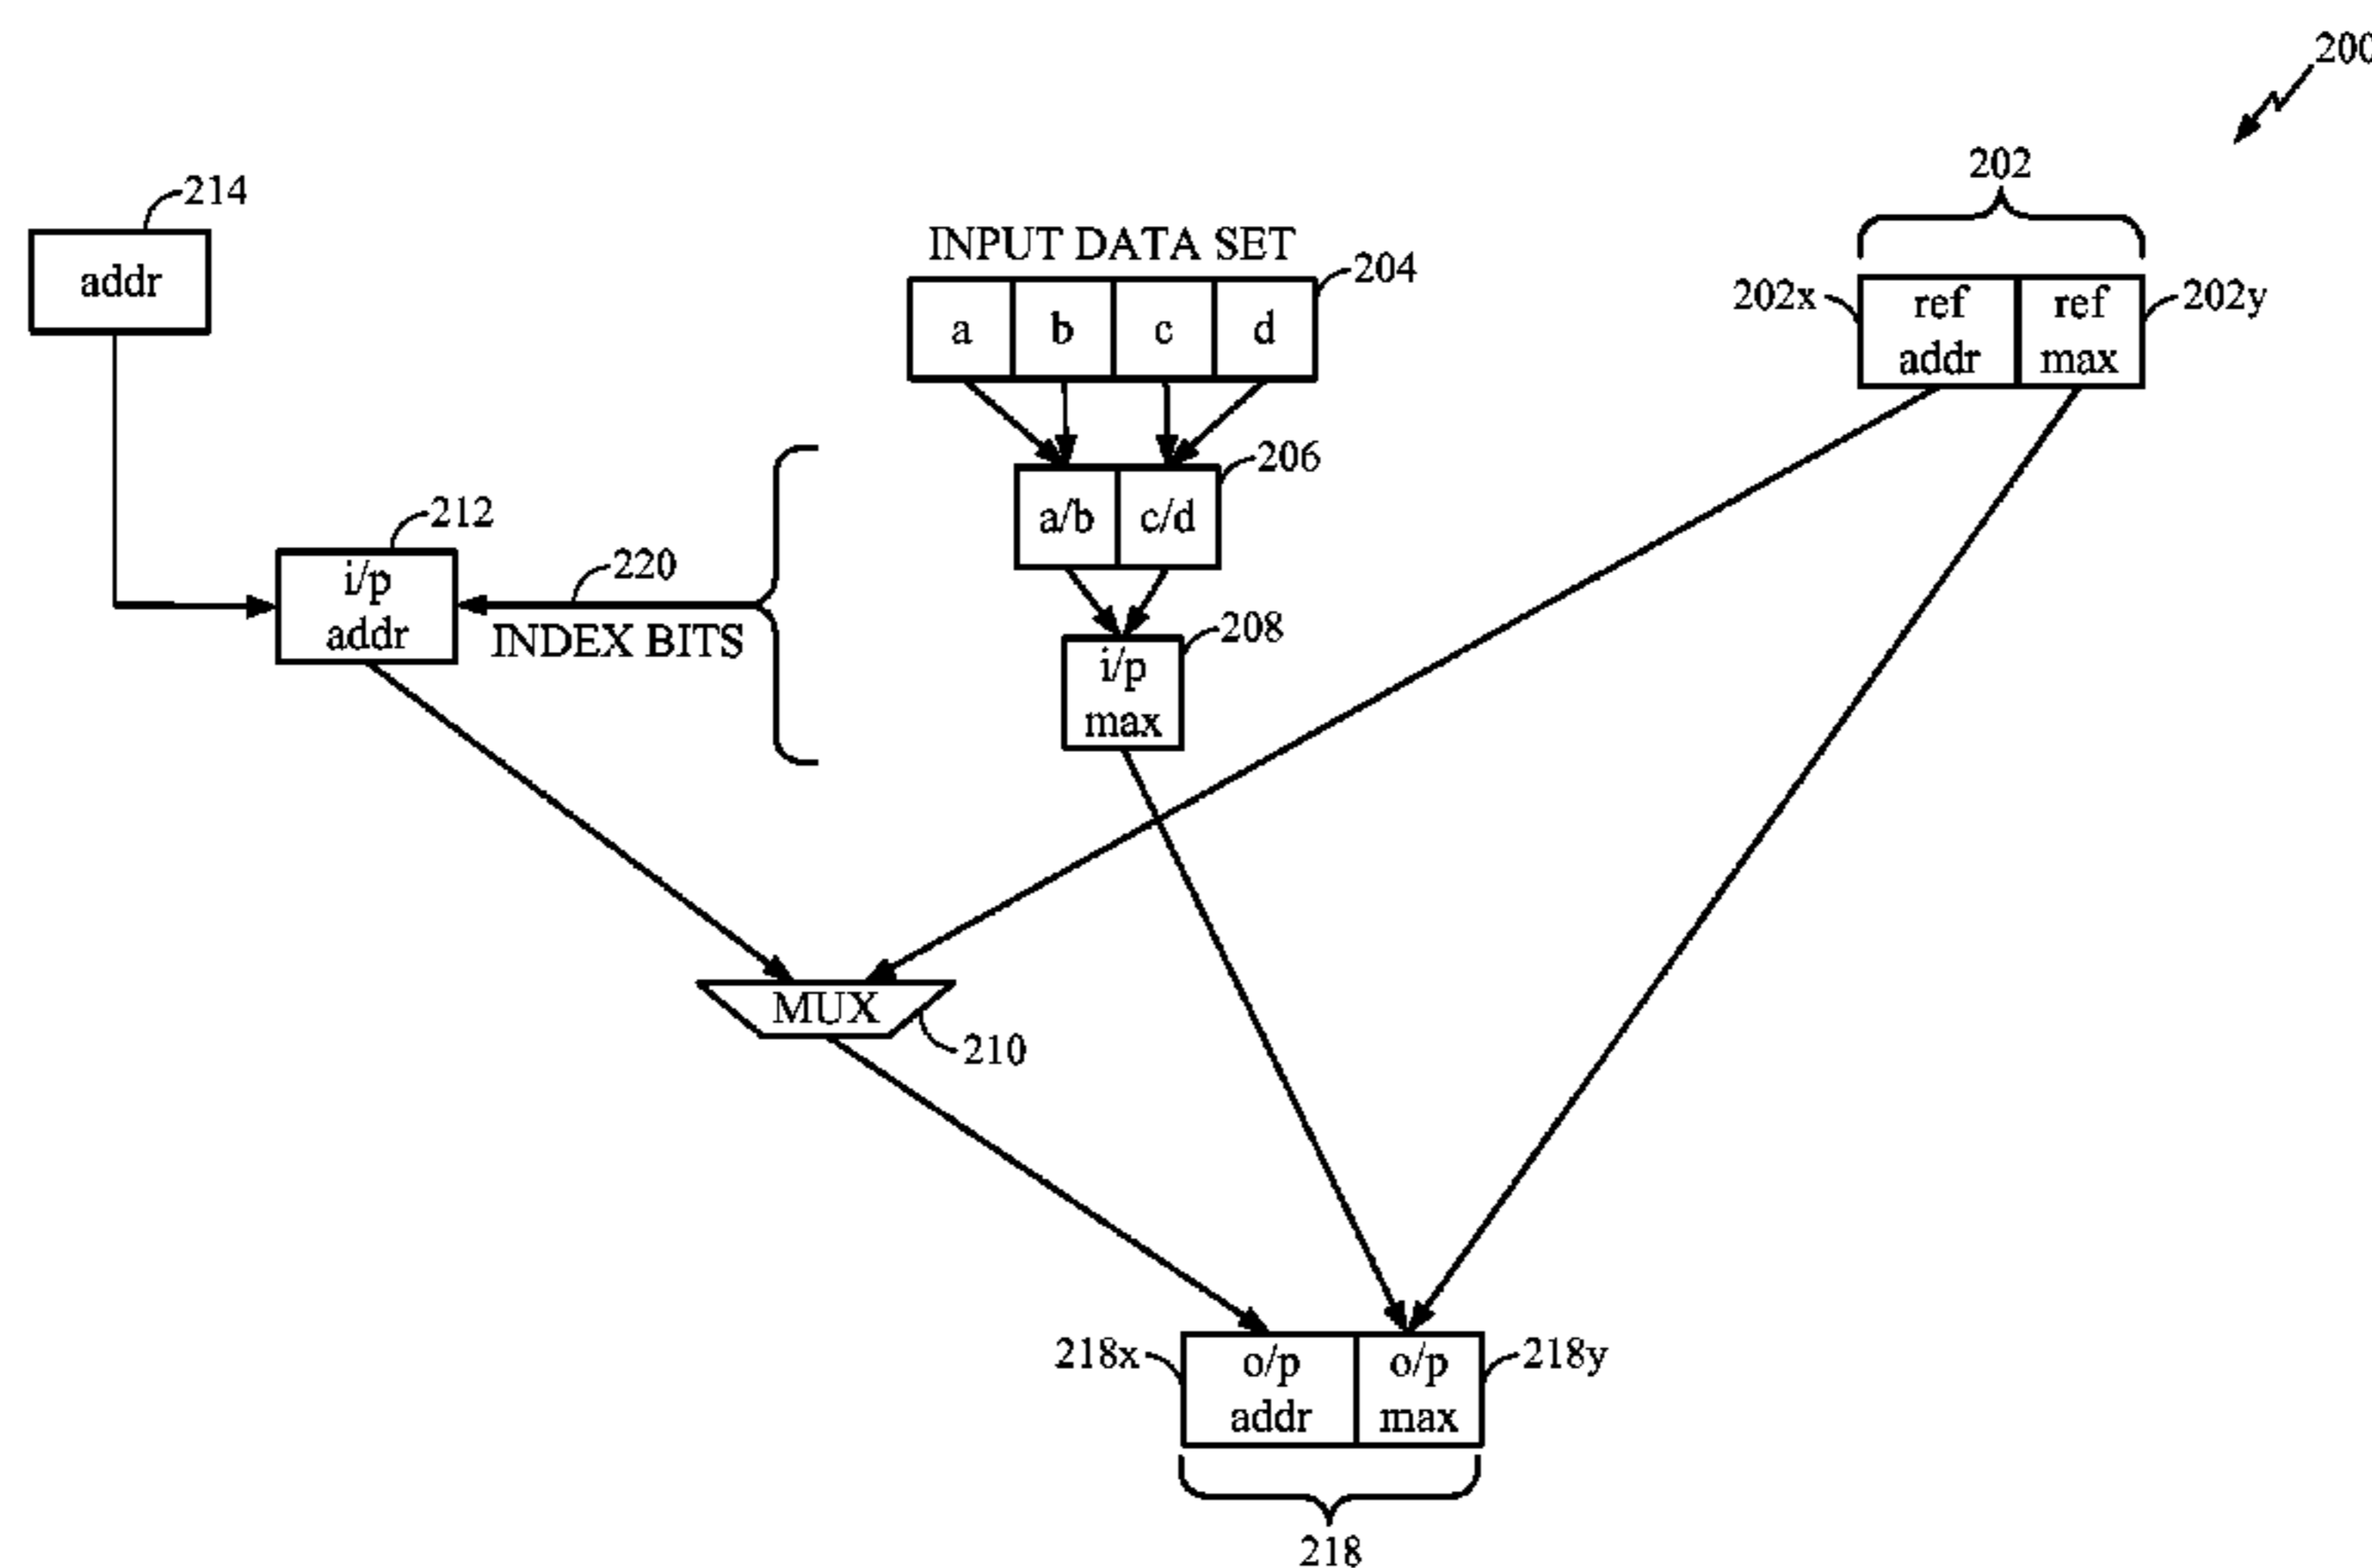 200
214
addr
INPUT DATA SET
204
a b c d
202
202x
ref addr
ref max
202y
206
a/b c/d
212
i/p addr
220
INDEX BITS
208
i/p max
MUX
210
218x
o/p addr
o/p max
218y
218